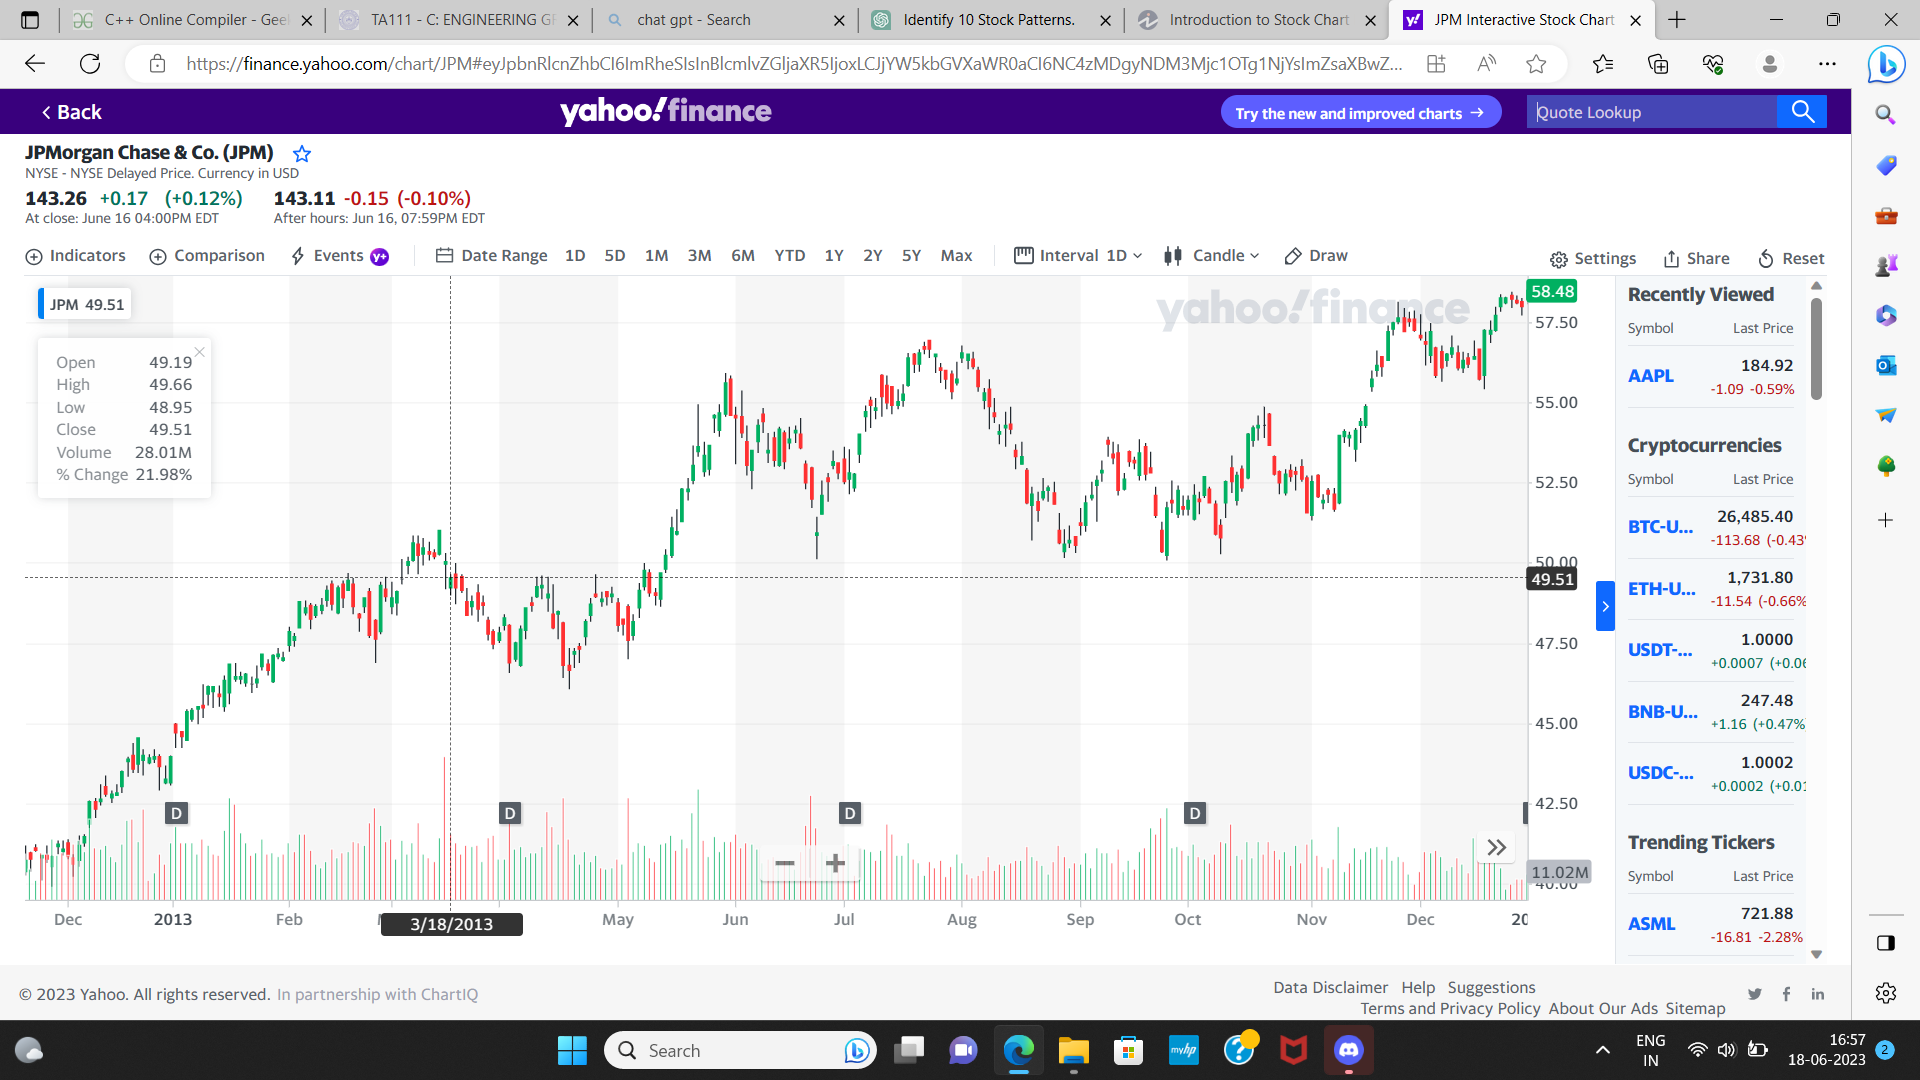 C++ Online Compiler - Gee
TA111 - C: ENGINEERING GR
chat gpt - Search
Identify 10 Stock Patterns.
Introduction to Stock Chart
JPM Interactive Stock Chart
https://finance.yahoo.com/chart/JPM#eyJpbnRlcnZhbCI6ImRheSIsInBlcmlvZGljaXR5IjoxLCJjYW5kbGVXaWR0aCI6NC4zMDgyNDM3Mjc1OTg1NjYsImZsaXBwZ...
Back
yahoo!finance
Try the new and improved charts
Quote Lookup
JPMorgan Chase & Co. (JPM)
NYSE - NYSE Delayed Price. Currency in USD
143.26 +0.17 (+0.12%) 143.11 -0.15 (-0.10%)
At close: June 16 04:00PM EDT After hours: Jun 16, 07:59PM EDT
Indicators Comparison Events y+ Date Range 1D 5D 1M 3M 6M YTD 1Y 2Y 5Y Max Interval 1D Candle Draw Settings Share Reset
JPM 49.51
Open 49.19
High 49.66
Low 48.95
Close 49.51
Volume 28.01M
% Change 21.98%
yahoo!finance
58.48
57.50
55.00
52.50
50.00
49.51
47.50
45.00
42.50
11.02M
40.00
D D D D
Dec 2013 Feb 3/18/2013 May Jun Jul Aug Sep Oct Nov Dec 20
Recently Viewed
Symbol Last Price
AAPL 184.92
-1.09 -0.59%
Cryptocurrencies
Symbol Last Price
BTC-U... 26,485.40
-113.68 (-0.43
ETH-U... 1,731.80
-11.54 (-0.66%
USDT-... 1.0000
+0.0007 (+0.0
BNB-U... 247.48
+1.16 (+0.47%
USDC-... 1.0002
+0.0002 (+0.01
Trending Tickers
Symbol Last Price
ASML 721.88
-16.81 -2.28%
© 2023 Yahoo. All rights reserved. In partnership with ChartIQ
Data Disclaimer Help Suggestions
Terms and Privacy Policy About Our Ads Sitemap
Search
myhp
ENG
IN
16:57
18-06-2023
2